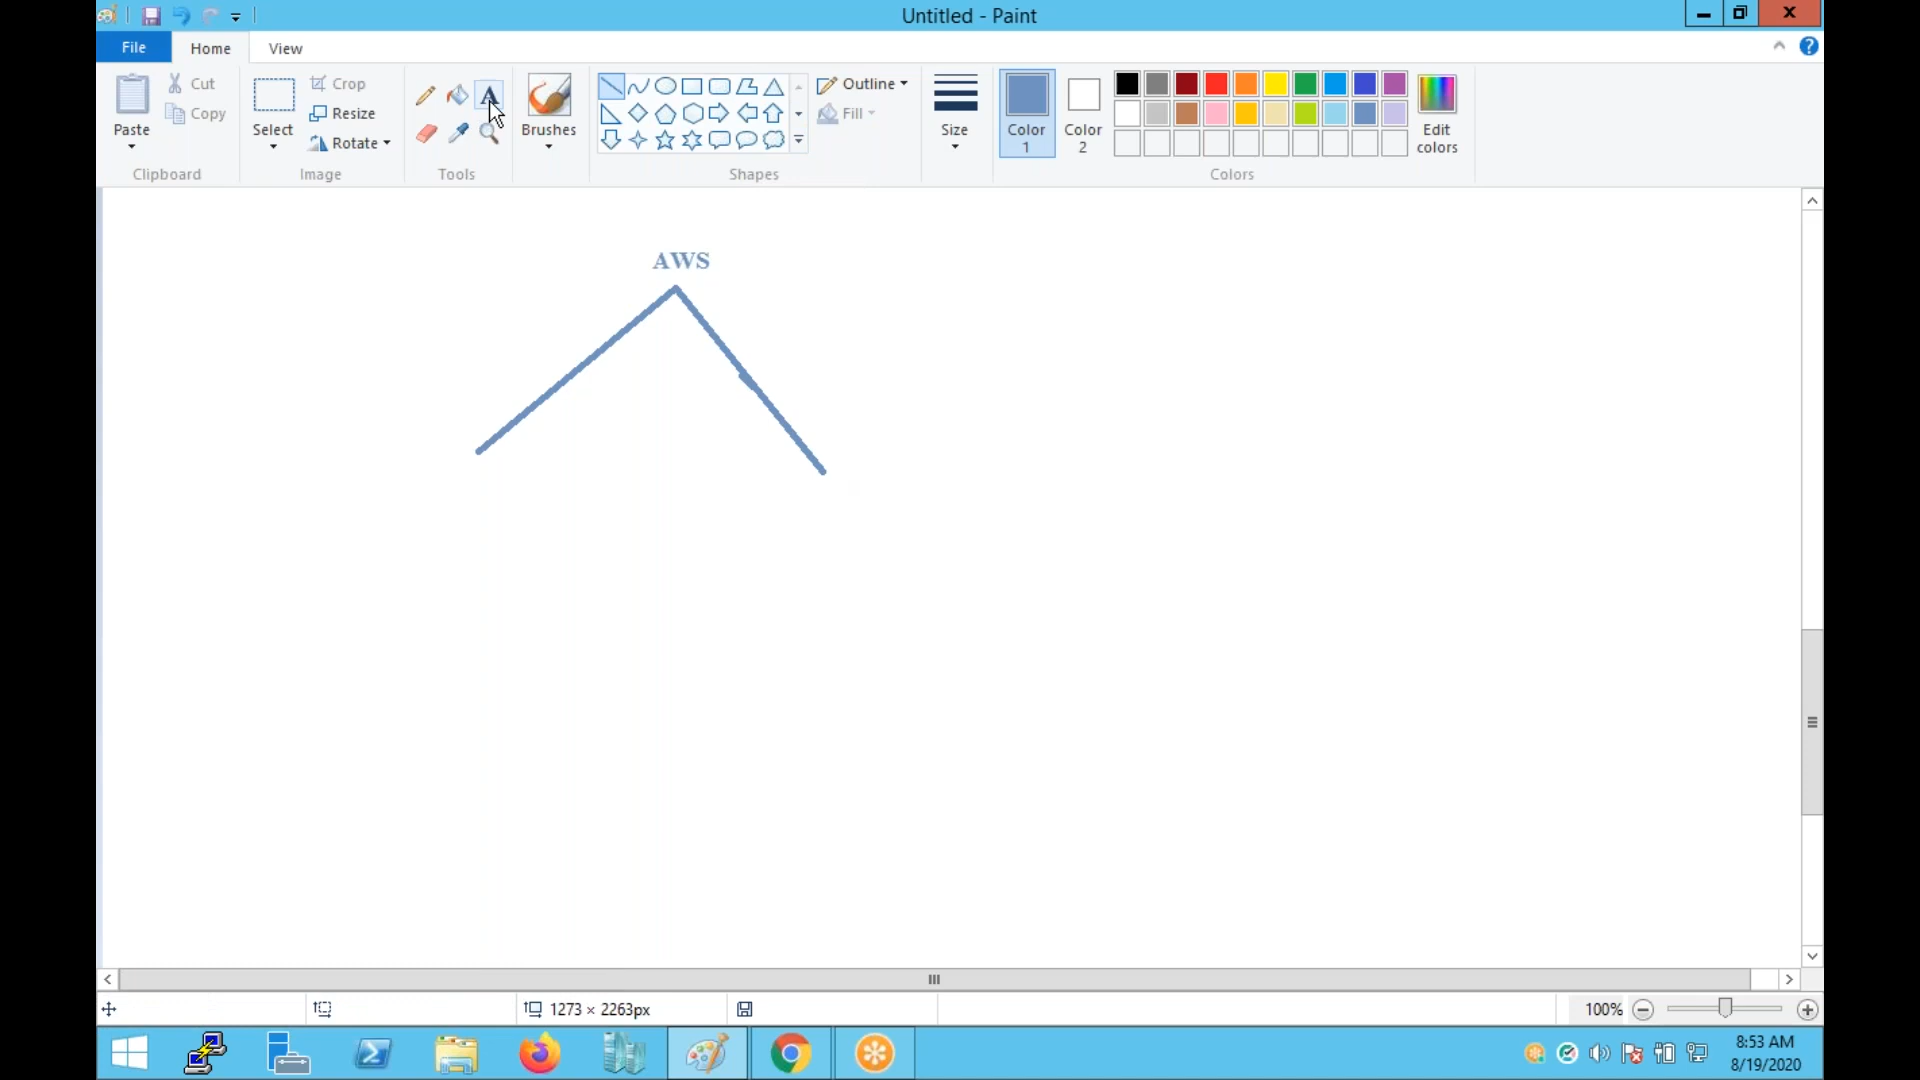 Untitled - Paint
File
Home
View
Paste
Cut
Copy
Clipboard
Select
Crop
Resize
Rotate
Image
A
Tools
Brushes
Outline
Fill
Shapes
Size
Color
1
Color
2
Edit
colors
Colors
AWS
1273 × 2263px
100%
8:53 AM
8/19/2020